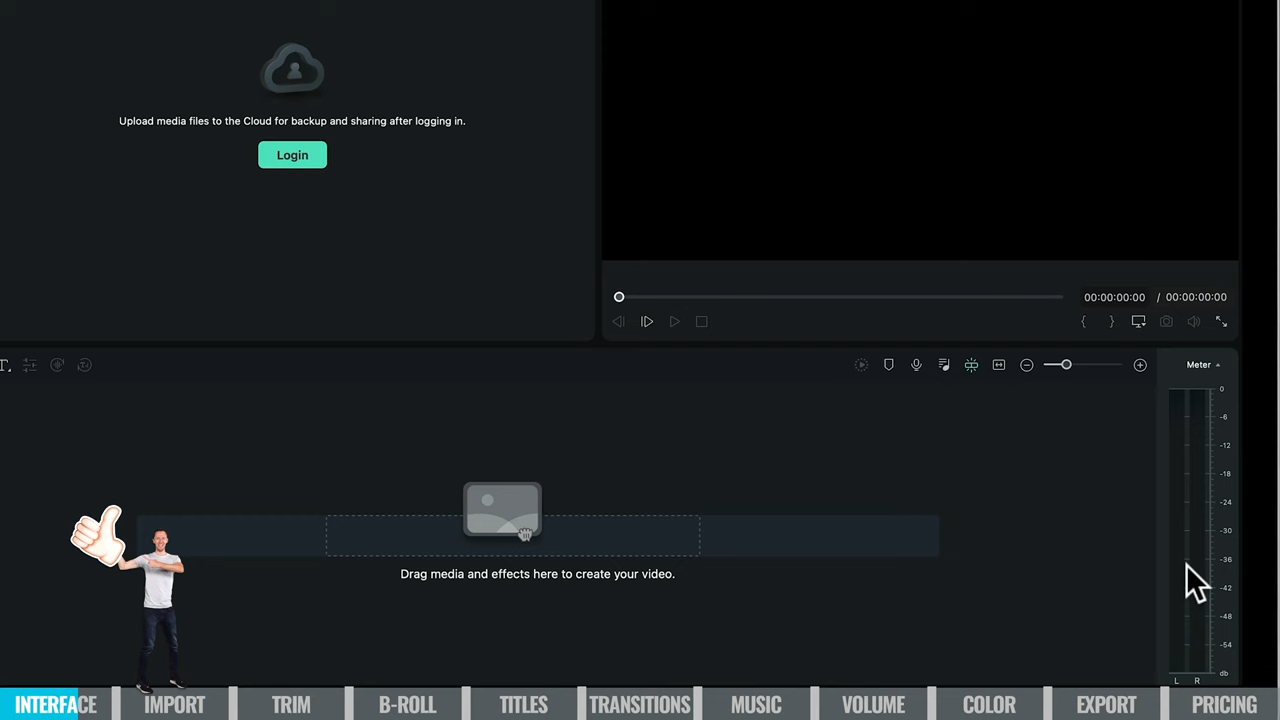 Upload media files to the Cloud for backup and sharing after logging in.
Login
00:00:00:00 / 00:00:00:00
{ }
T
Meter
0
-6
-12
-18
-24
-30
-36
-42
-48
-54
db
L R
Drag media and effects here to create your video.
INTERFACE IMPORT TRIM B-ROLL TITLES TRANSITIONS MUSIC VOLUME COLOR EXPORT PRICING